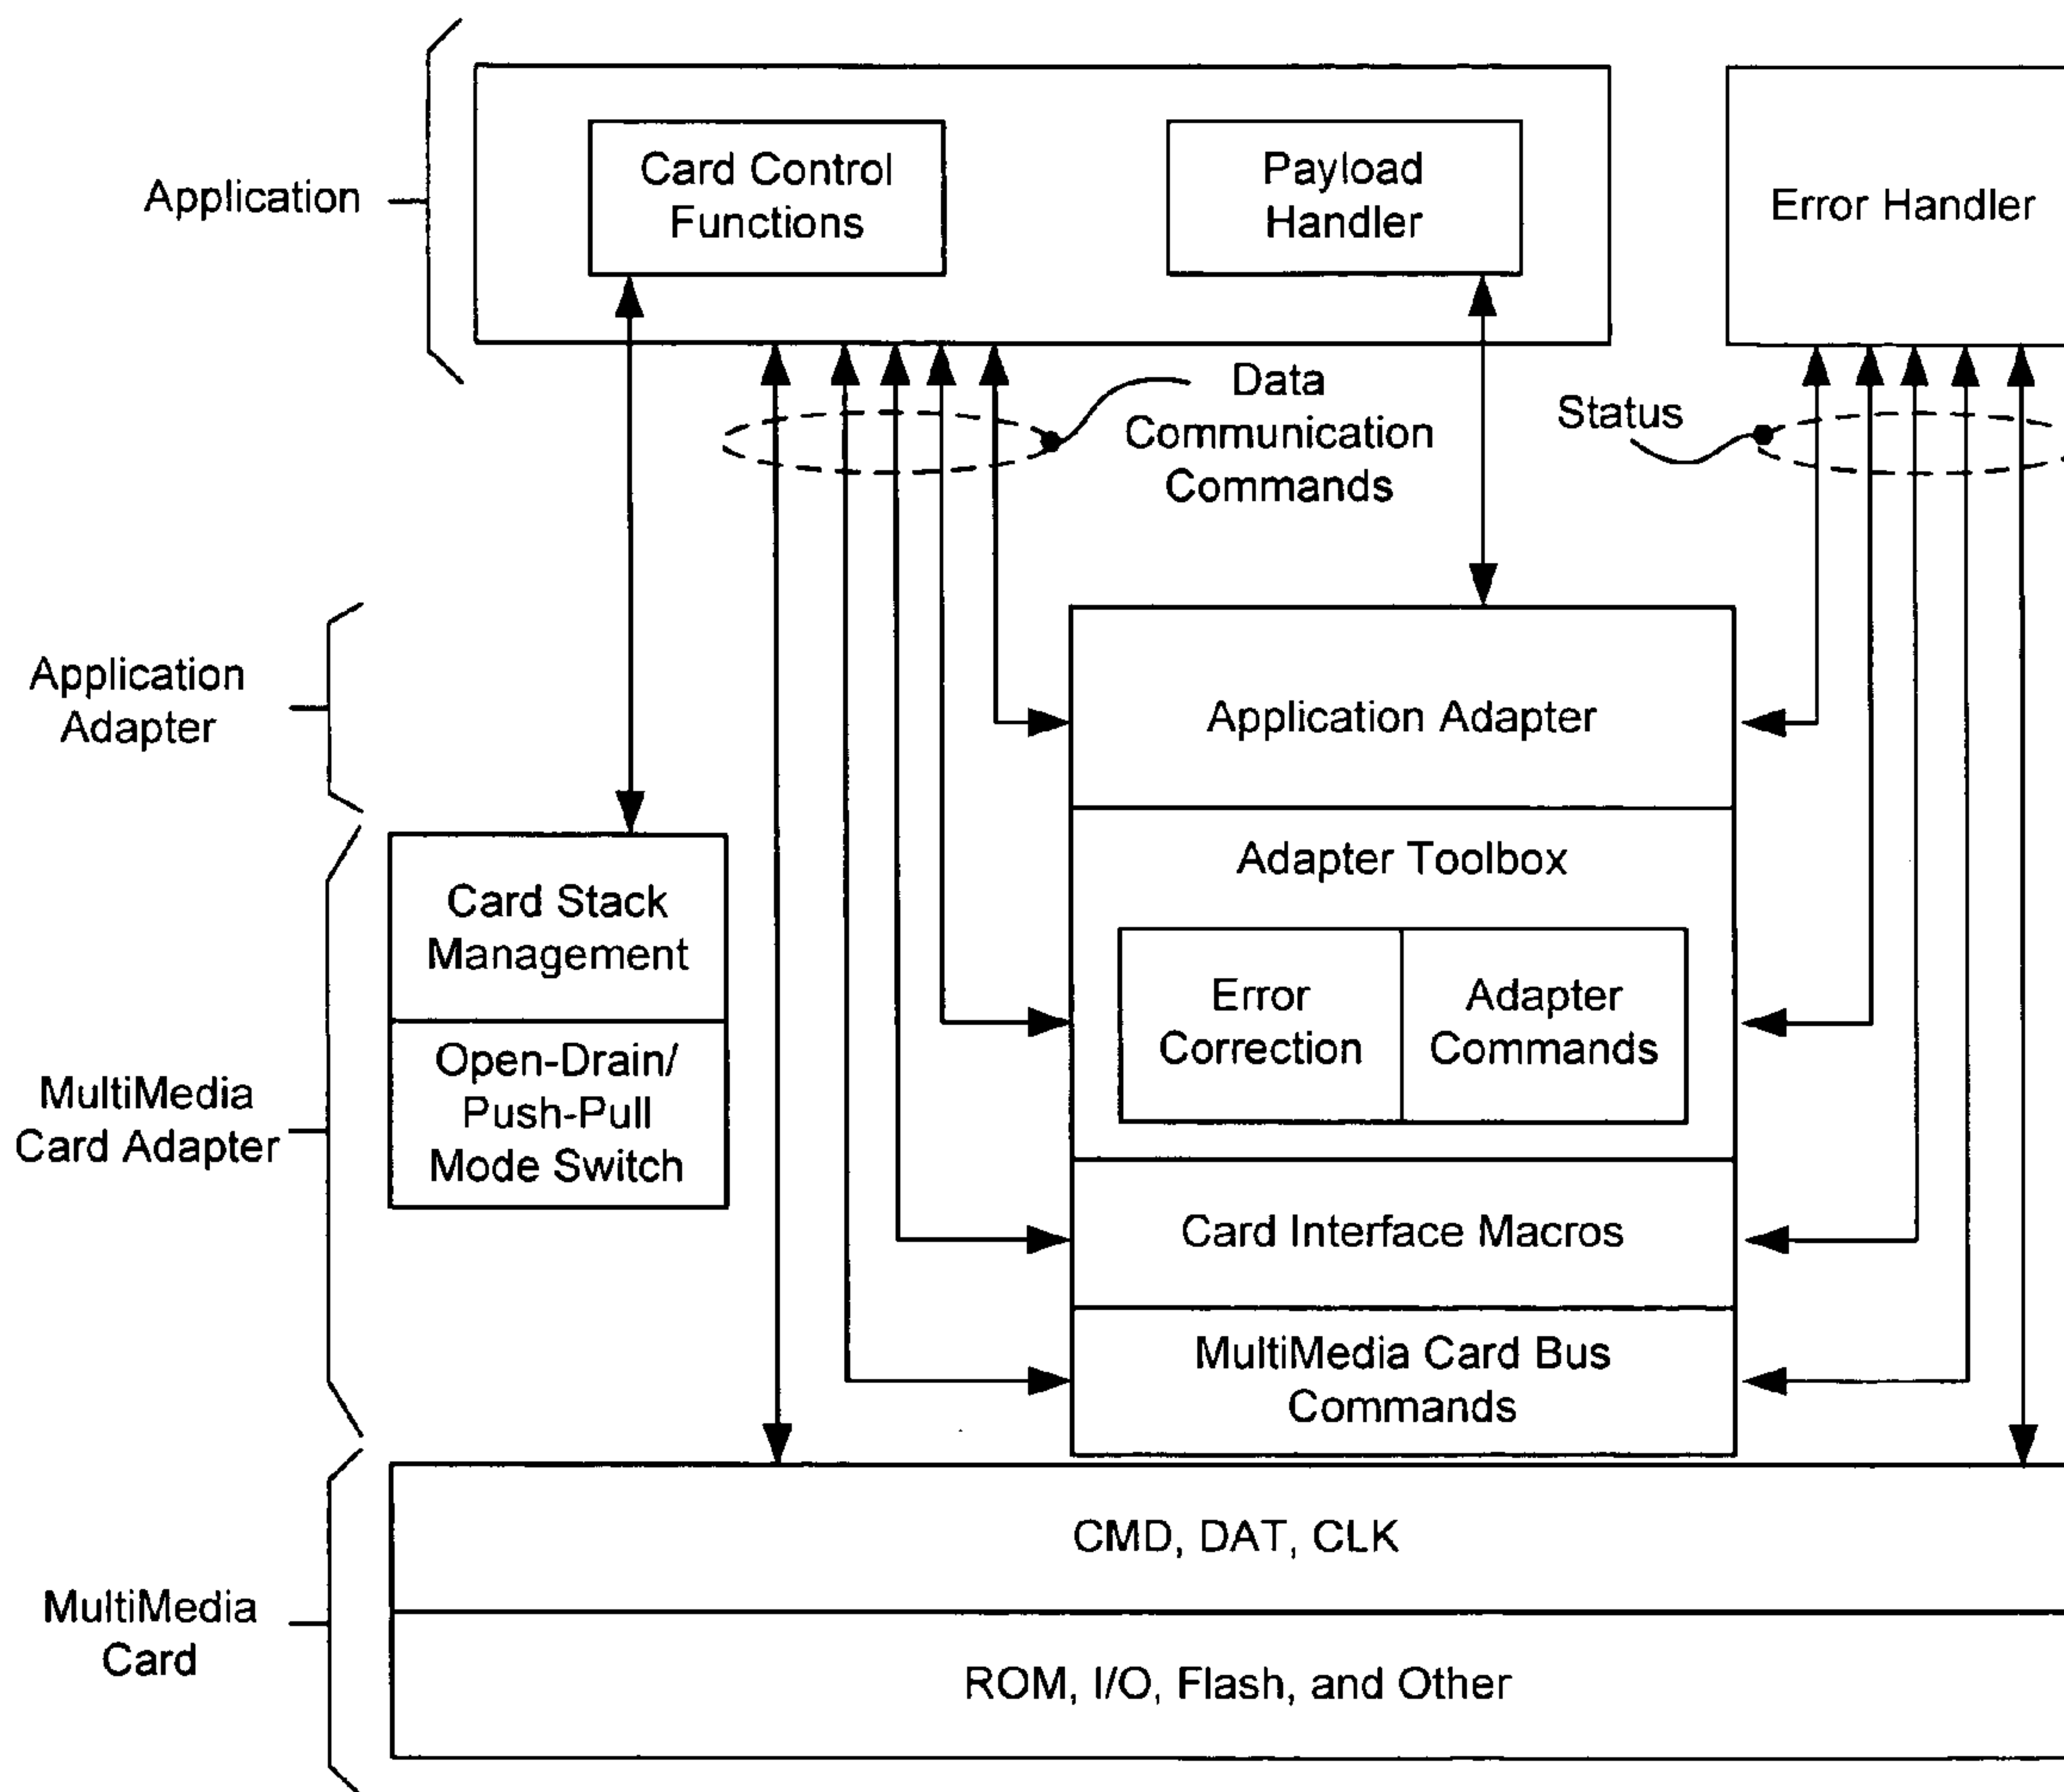 Application
Card Control
Functions
Payload
Handler
Error Handler
Data
Communication
Commands
Status
Application
Adapter
Application Adapter
Adapter Toolbox
Error
Correction
Adapter
Commands
Card Stack
Management
Open-Drain/
Push-Pull
Mode Switch
MultiMedia
Card Adapter
Card Interface Macros
MultiMedia Card Bus
Commands
CMD, DAT, CLK
MultiMedia
Card
ROM, I/O, Flash, and Other